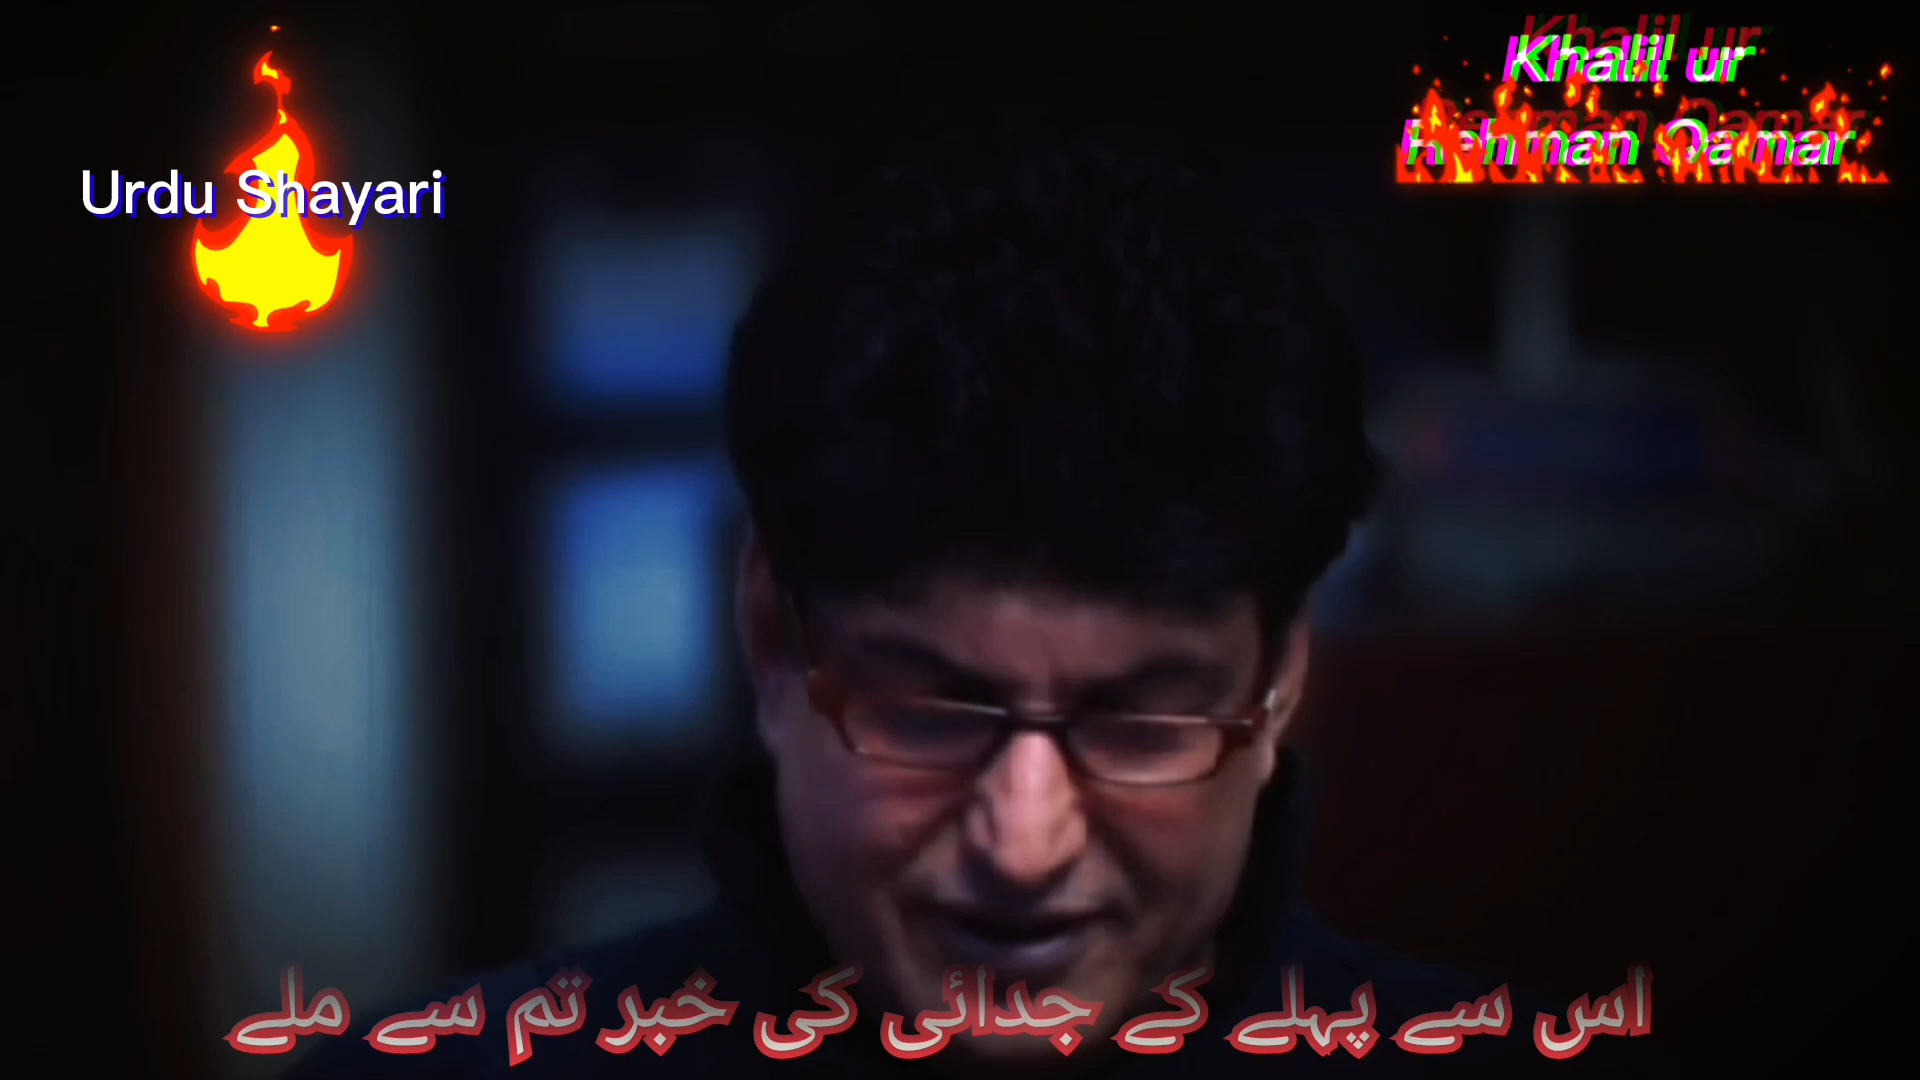 Urdu Shayari
Khalil ur
Rehman Qamar
اس سے پہلے کے جدائی کی خبر تم سے ملے